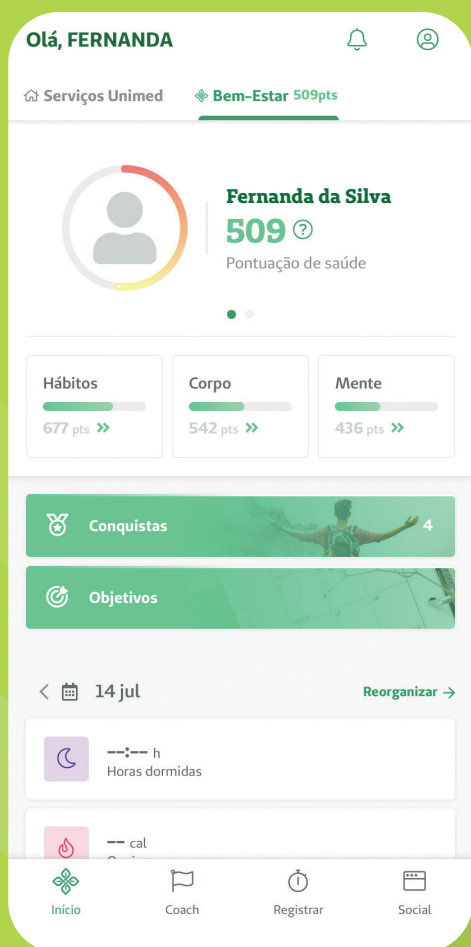 Olá, FERNANDA
Serviços Unimed
Bem-Estar 509pts
Fernanda da Silva
509 ?
Pontuação de saúde
Hábitos
677 pts
Corpo
542 pts
Mente
436 pts
Conquistas 4
Objetivos
14 jul
Reorganizar →
--:-- h
Horas dormidas
-- cal
Início
Coach
Registrar
Social